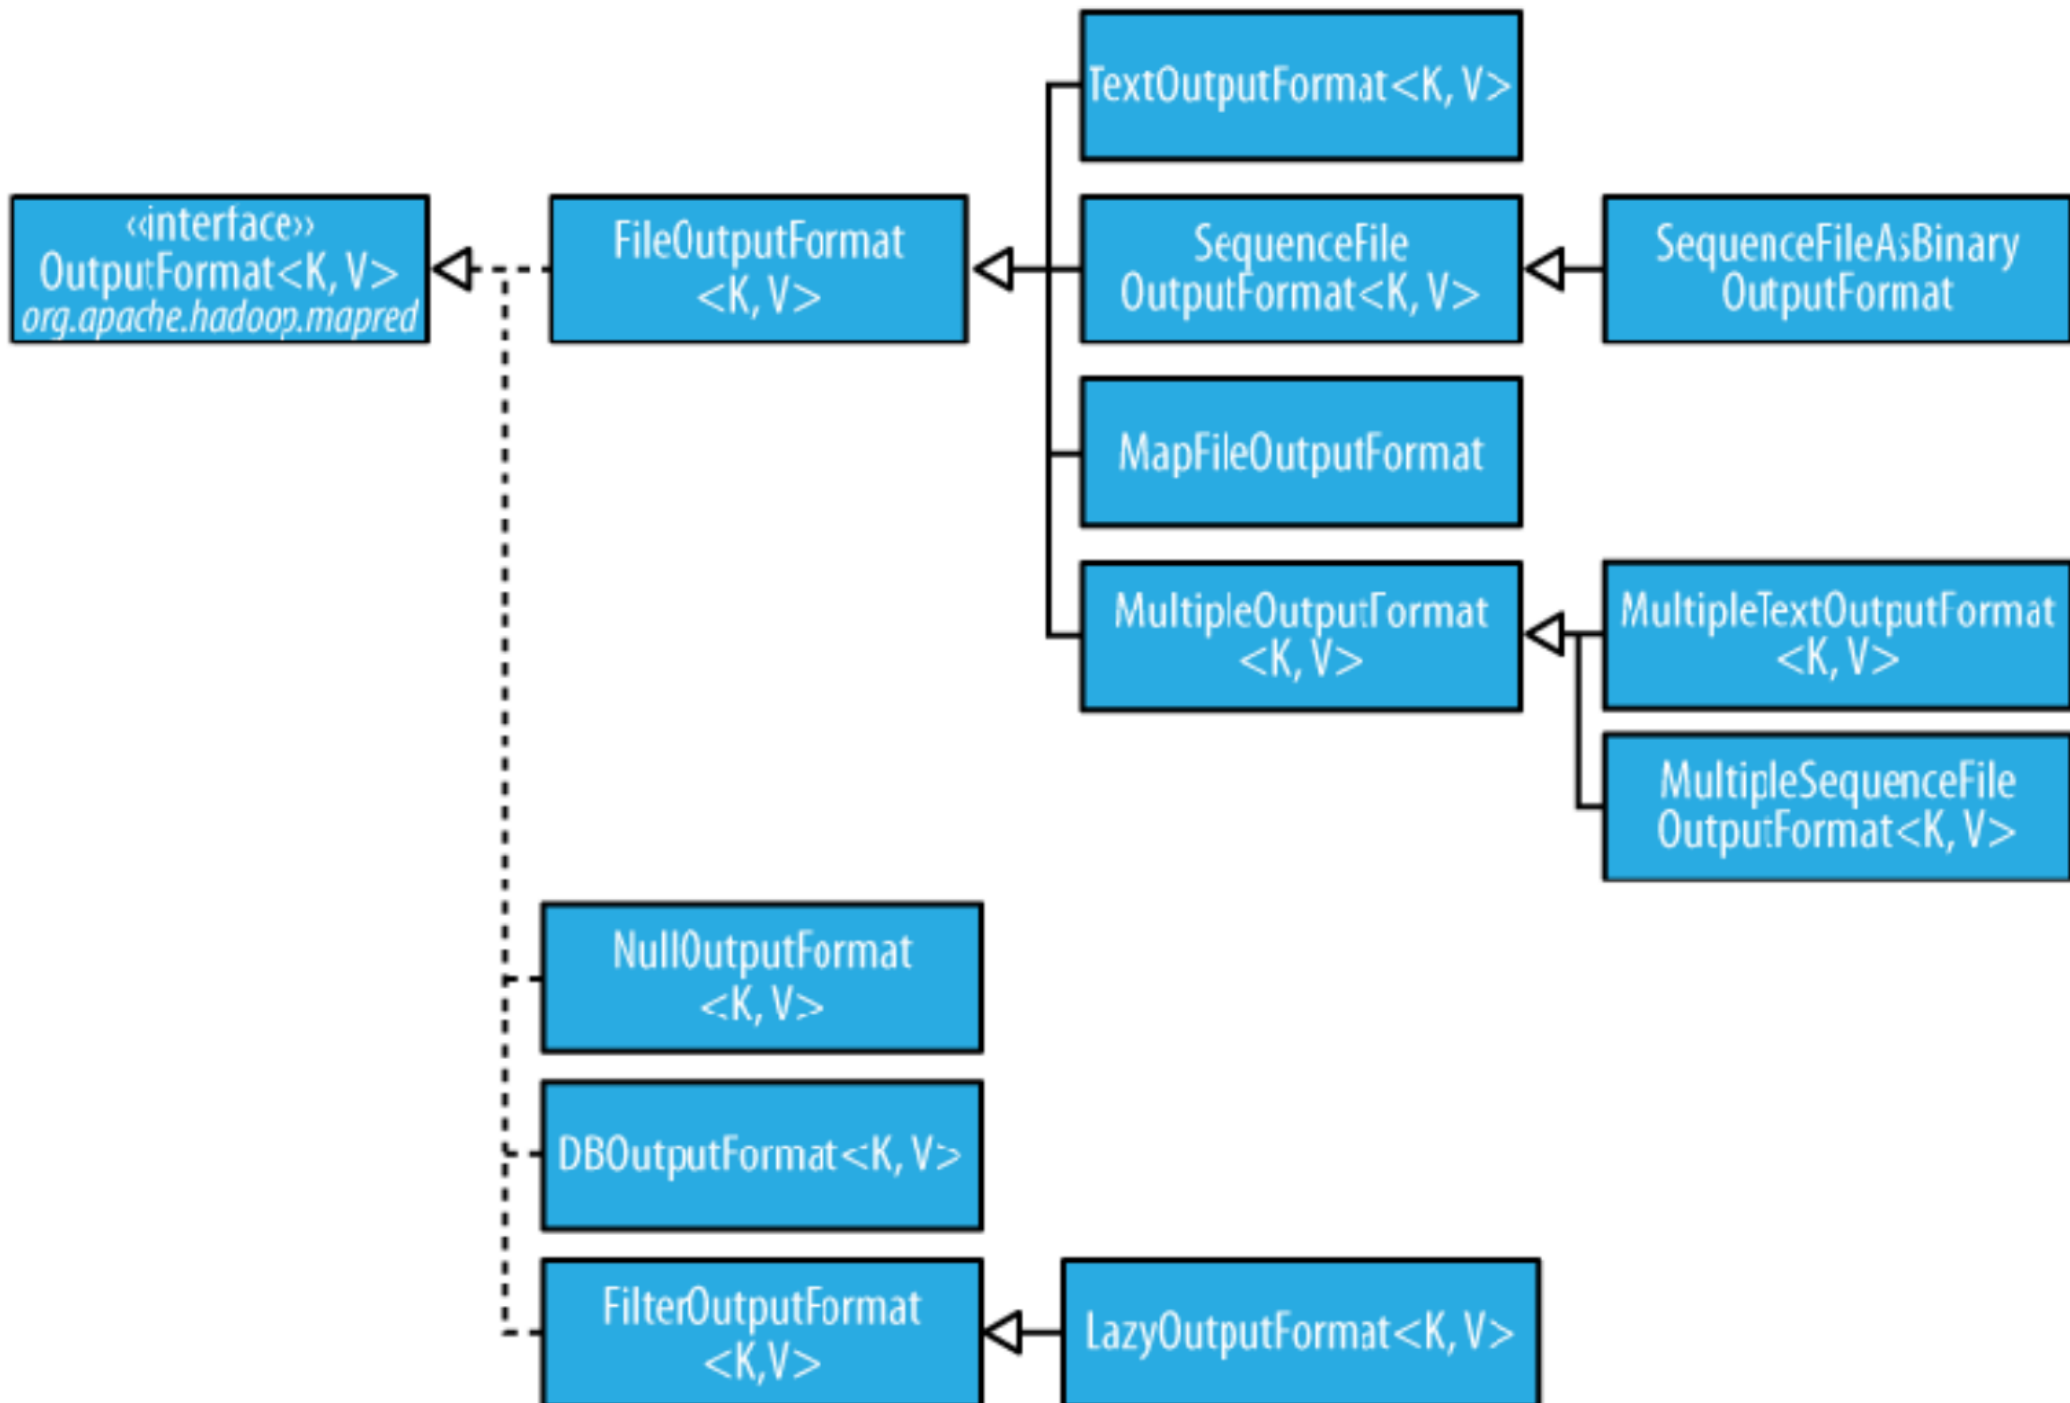 TextOutputFormat<K, V>
«interface»
OutputFormat<K, V>
org.apache.hadoop.mapred
FileOutputFormat
<K, V>
SequenceFile
OutputFormat<K, V>
SequenceFileAsBinary
OutputFormat
MapFileOutputFormat
MultipleOutputFormat
<K, V>
MultipleTextOutputFormat
<K, V>
MultipleSequenceFile
OutputFormat<K, V>
NullOutputFormat
<K, V>
DBOutputFormat<K, V>
FilterOutputFormat
<K,V>
LazyOutputFormat<K, V>